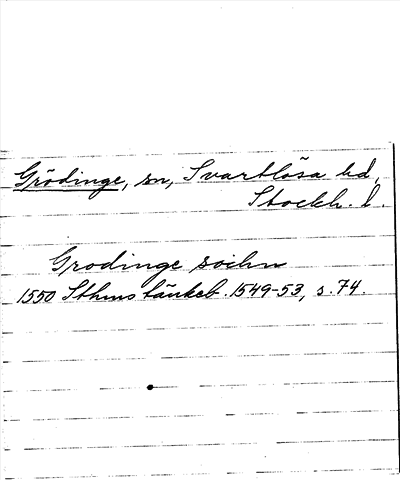 Grödinge, sn, Svartlösa hd,
Stockh. l.
Grodinge sochn
1550 Sthms tänkeb. 1549-53, s. 74.